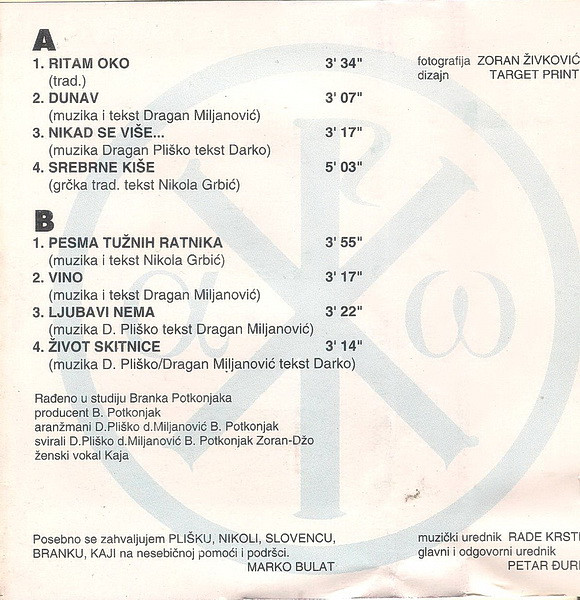 A
1. RITAM OKO 3' 34"
(trad.)
2. DUNAV 3' 07"
(muzika i tekst Dragan Miljanović)
3. NIKAD SE VIŠE... 3' 17"
(muzika Dragan Pliško tekst Darko)
4. SREBRNE KIŠE 5' 03"
(grčka trad. tekst Nikola Grbić)
B
1. PESMA TUŽNIH RATNIKA 3' 55"
(muzika i tekst Nikola Grbić)
2. VINO 3' 17"
(muzika i tekst Dragan Miljanović)
3. LJUBAVI NEMA 3' 22"
(muzika D. Pliško tekst Dragan Miljanović)
4. ŽIVOT SKITNICE 3' 14"
(muzika D. Pliško/Dragan Miljanović tekst Darko)
Rađeno u studiju Branka Potkonjaka
producent B. Potkonjak
aranžmani D.Pliško d.Miljanović B. Potkonjak
svirali D.Pliško d.Miljanović B. Potkonjak Zoran-Džo
ženski vokal Kaja
Posebno se zahvaljujem PLIŠKU, NIKOLI, SLOVENCU,
BRANKU, KAJI na nesebičnoj pomoći i podršci.
MARKO BULAT
fotografija ZORAN ŽIVKOVIĆ
dizajn TARGET PRINT
muzički urednik RADE KRST
glavni i odgovorni urednik
PETAR ĐUR
α ω